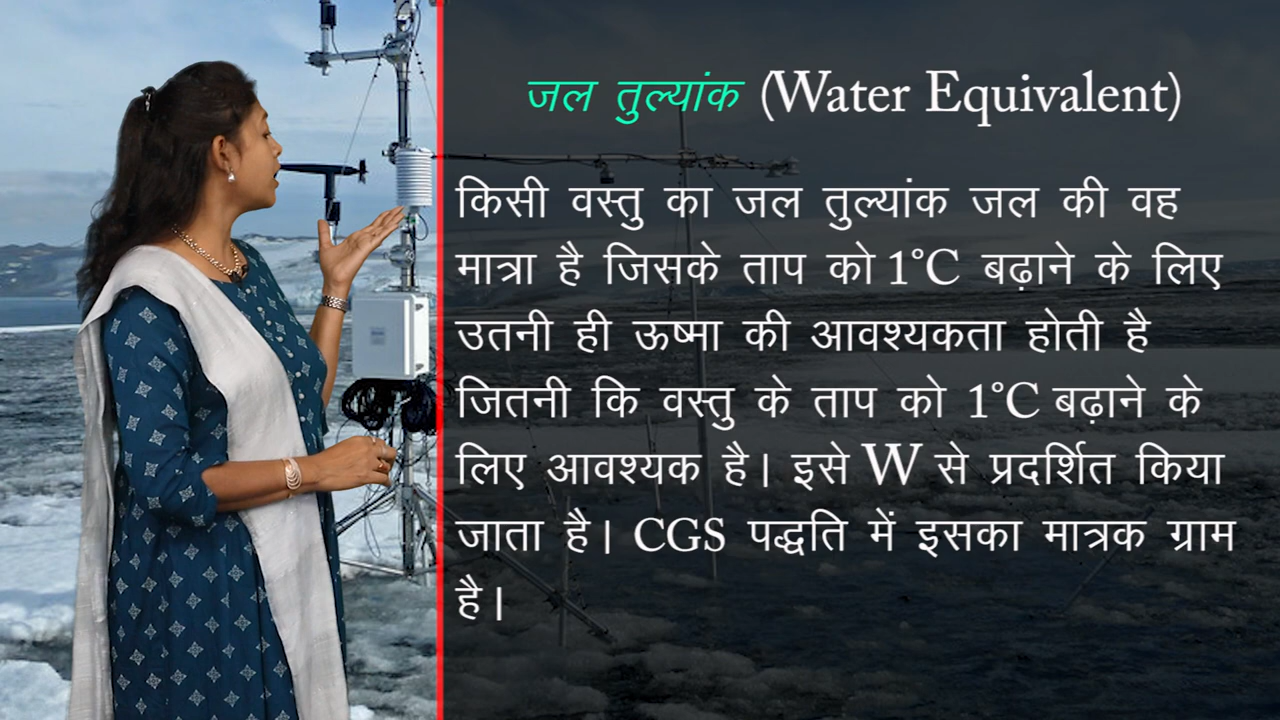 जल तुल्यांक (Water Equivalent)
किसी वस्तु का जल तुल्यांक जल की वह
मात्रा है जिसके ताप को 1°C बढ़ाने के लिए
उतनी ही ऊष्मा की आवश्यकता होती है
जितनी कि वस्तु के ताप को 1°C बढ़ाने के
लिए आवश्यक है। इसे W से प्रदर्शित किया
जाता है। CGS पद्धति में इसका मात्रक ग्राम
है।